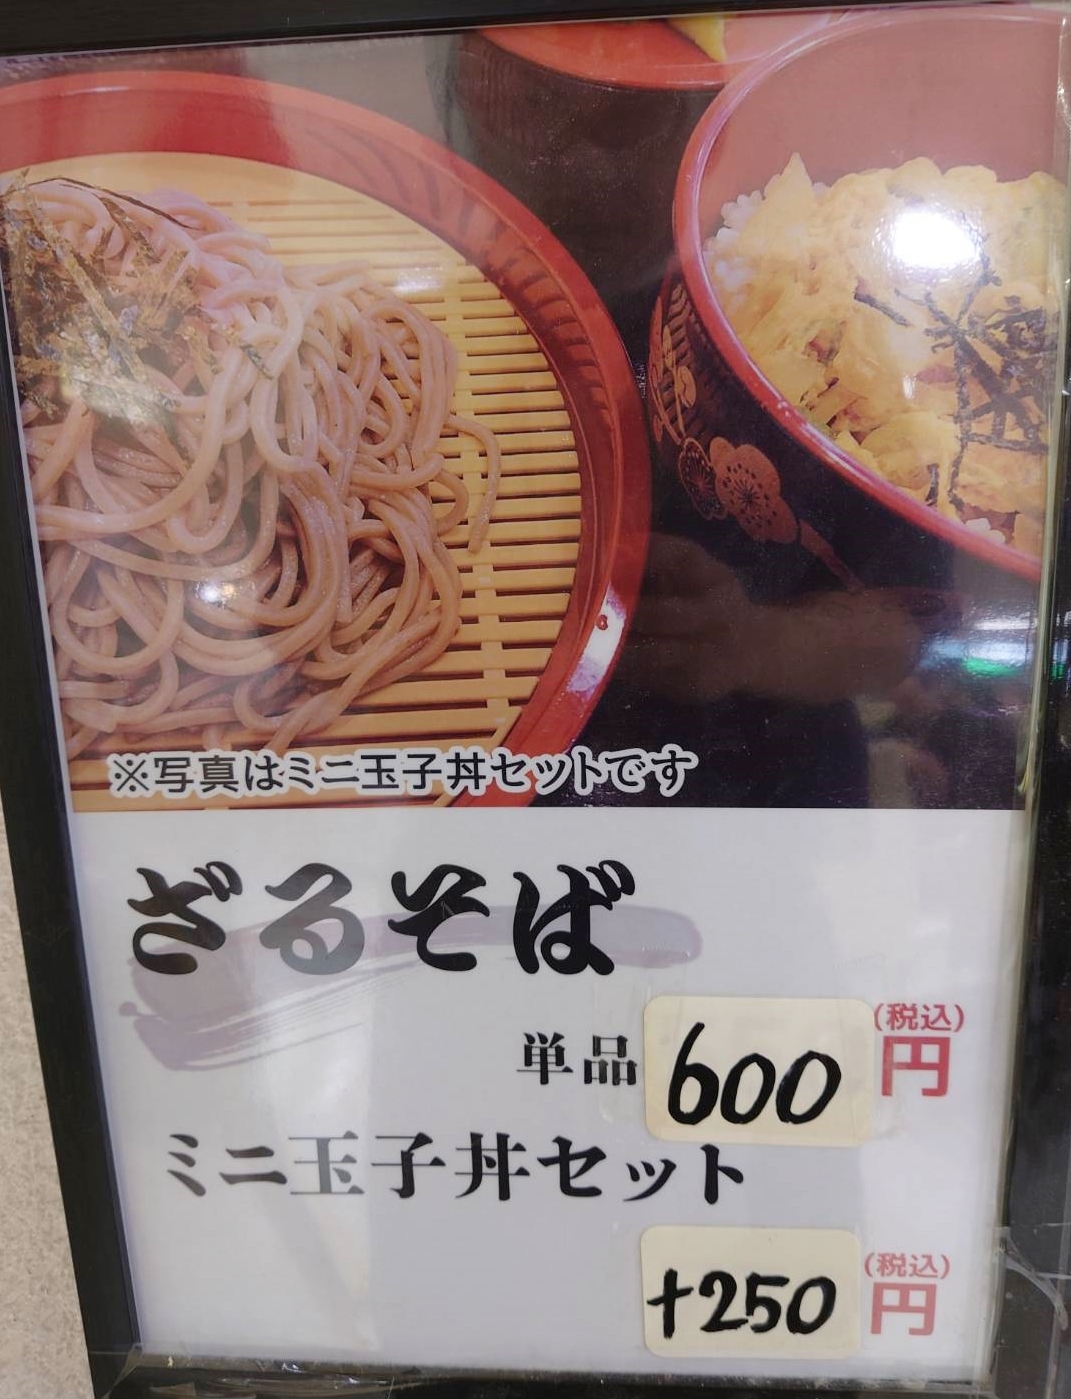 ※写真はミニ玉子丼セットです
ざるそば
単品 600 円 (税込)
ミニ玉子丼セット
+250 円 (税込)